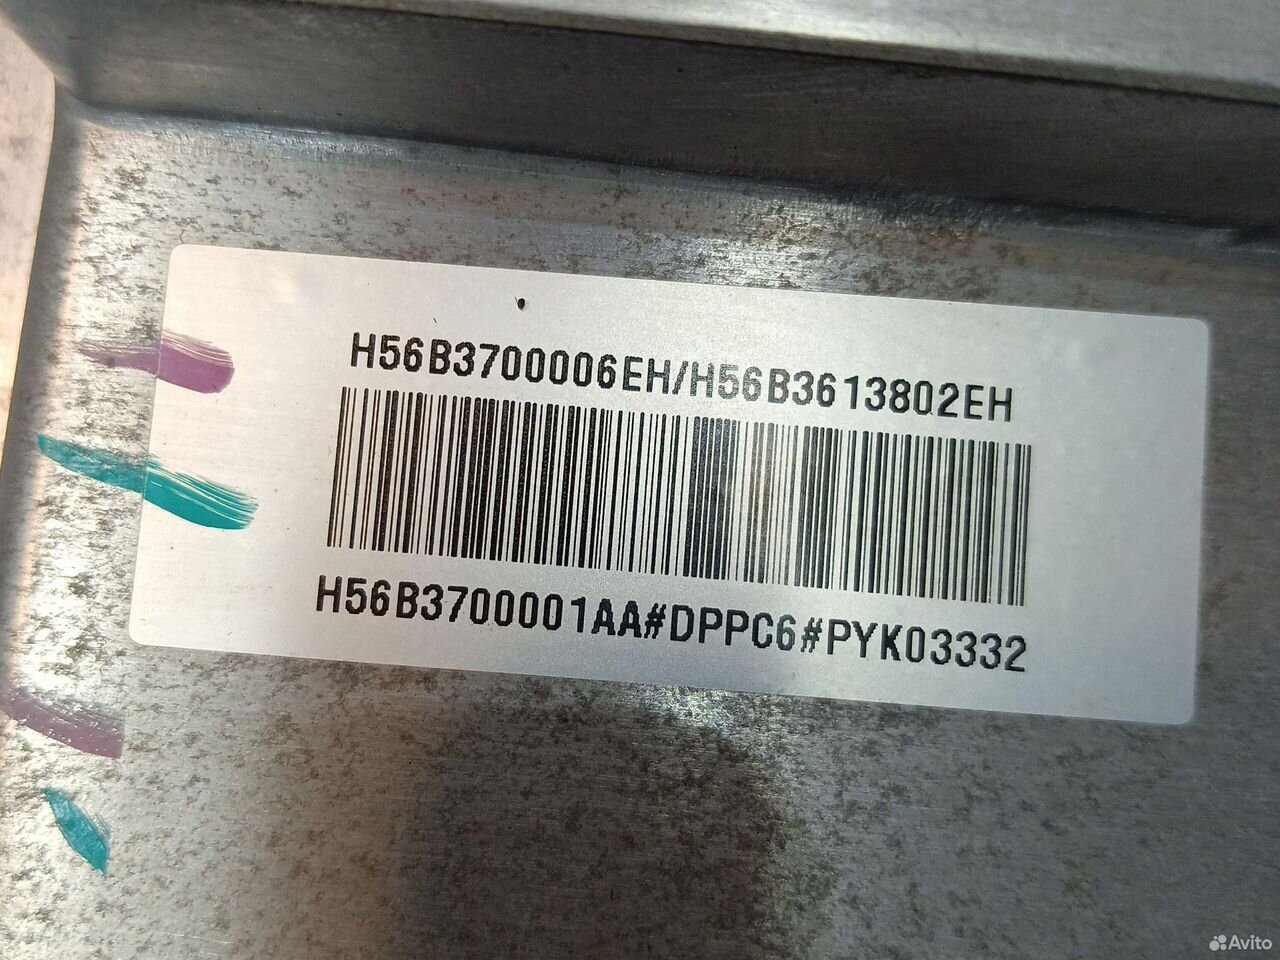 H56B3700006EH/H56B3613802EH
H56B3700001AA#DPPC6#PYK03332
Avito